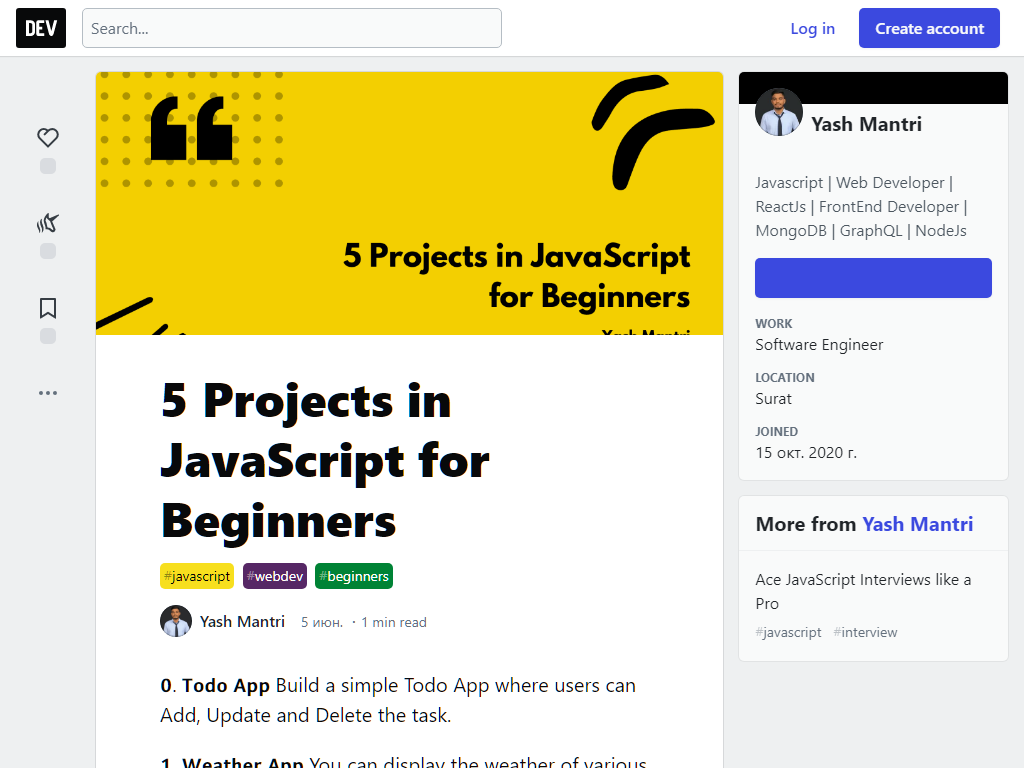 DEV
Search...
Log in
Create account
5 Projects in JavaScript
for Beginners
Yash Mantri
5 Projects in
JavaScript for
Beginners
#javascript #webdev #beginners
Yash Mantri 5 июн. · 1 min read
0. Todo App Build a simple Todo App where users can
Add, Update and Delete the task.
1. Weather App You can display the weather of various
Yash Mantri
Javascript | Web Developer |
ReactJs | FrontEnd Developer |
MongoDB | GraphQL | NodeJs
WORK
Software Engineer
LOCATION
Surat
JOINED
15 окт. 2020 г.
More from Yash Mantri
Ace JavaScript Interviews like a
Pro
#javascript #interview